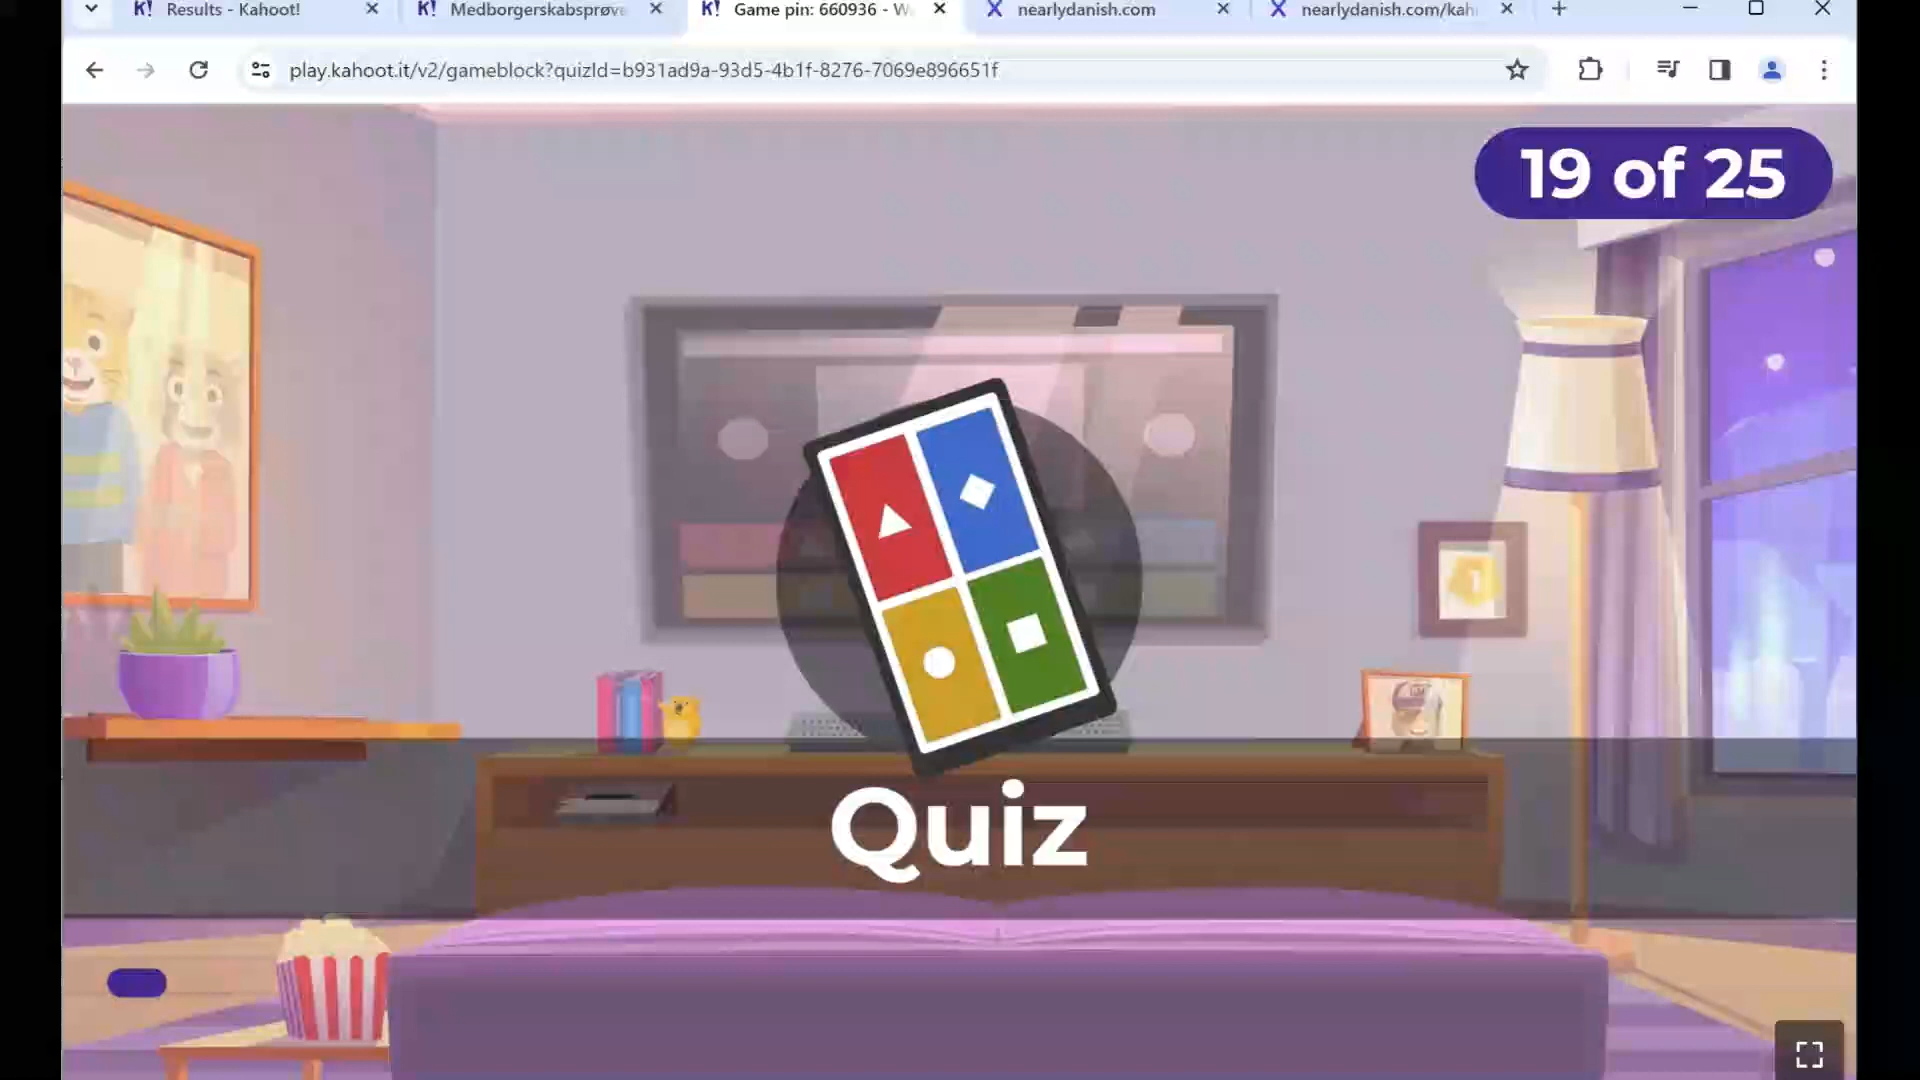 K! Results - Kahoot!
K! Medborgerskabsprøve
K! Game pin: 660936 - W
nearlydanish.com
nearlydanish.com/kah
play.kahoot.it/v2/gameblock?quizId=b931ad9a-93d5-4b1f-8276-7069e896651f
19 of 25
Quiz